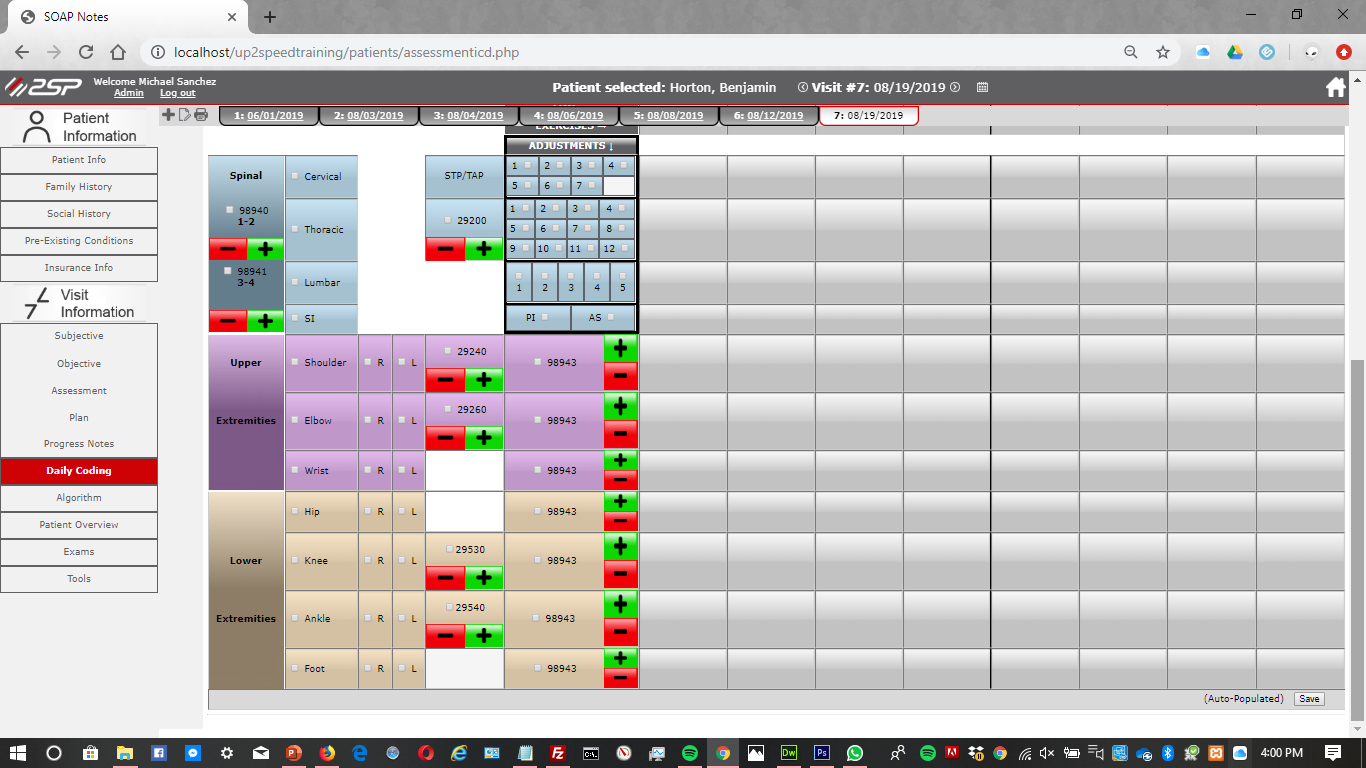 SOAP Notes
localhost/up2speedtraining/patients/assessmenticd.php
2SP
Welcome Michael Sanchez
Admin Log out
Patient selected: Horton, Benjamin
Visit #7: 08/19/2019
Patient Information
Patient Info
Family History
Social History
Pre-Existing Conditions
Insurance Info
Visit Information
Subjective
Objective
Assessment
Plan
Progress Notes
Daily Coding
Algorithm
Patient Overview
Exams
Tools
1: 06/01/2019 2: 08/03/2019 3: 08/04/2019 4: 08/06/2019 5: 08/08/2019 6: 08/12/2019 7: 08/19/2019
EXERCISES →
ADJUSTMENTS ↓
Spinal Cervical STP/TAP 1 2 3 4
5 6 7
98940
1-2
Thoracic 29200 1 2 3 4
5 6 7 8
9 10 11 12
98941
3-4
Lumbar 1 2 3 4 5
SI PI AS
Upper Shoulder R L 29240 98943
Extremities Elbow R L 29260 98943
Wrist R L 98943
Hip R L 98943
Lower Knee R L 29530 98943
Extremities Ankle R L 29540 98943
Foot R L 98943
(Auto-Populated) Save
4:00 PM